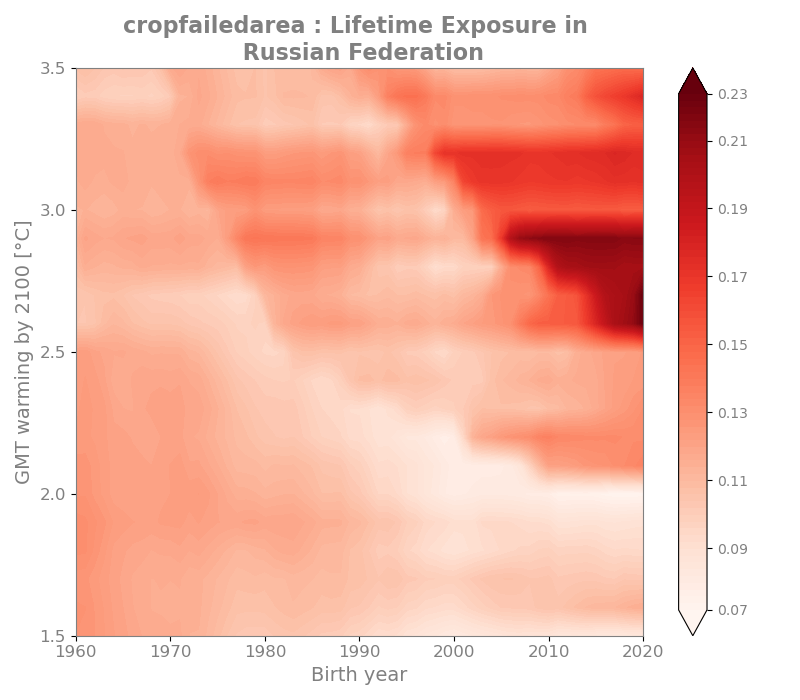 cropfailedarea : Lifetime Exposure in
Russian Federation
3.5
3.0
2.5
2.0
1.5
GMT warming by 2100 [°C]
1960 1970 1980 1990 2000 2010 2020
Birth year
0.23
0.21
0.19
0.17
0.15
0.13
0.11
0.09
0.07